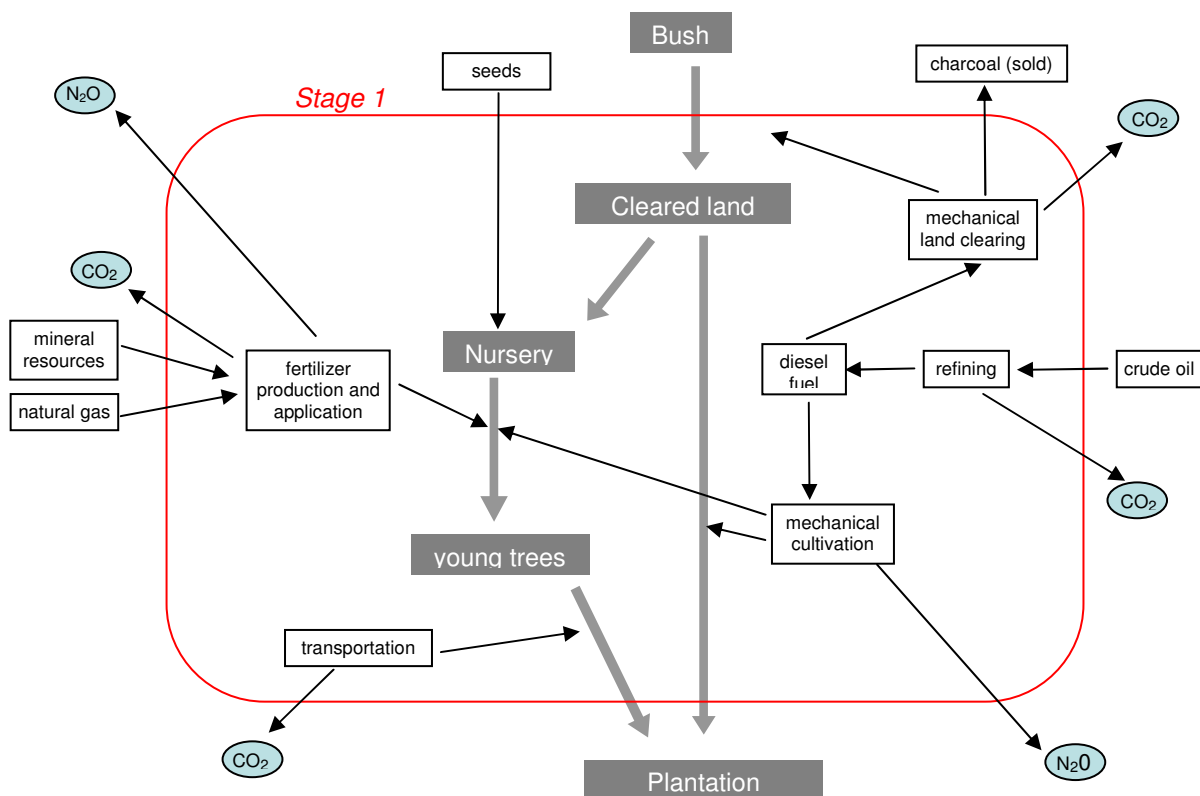 Bush
seeds
charcoal (sold)
N₂O
Stage 1
CO₂
Cleared land
mechanical
land clearing
CO₂
mineral
resources
natural gas
fertilizer
production and
application
Nursery
diesel
fuel
refining
crude oil
CO₂
mechanical
cultivation
young trees
transportation
CO₂
Plantation
N₂0